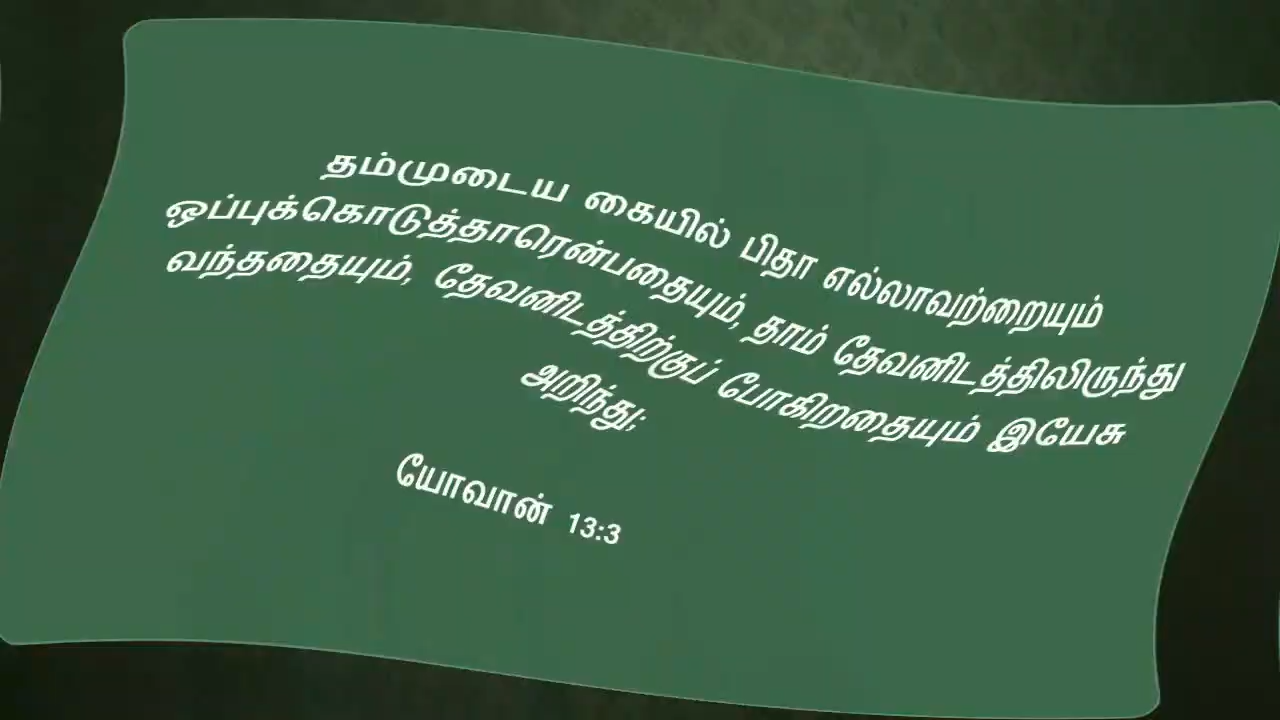 தம்முடைய கையில் பிதா எல்லாவற்றையும்
ஒப்புக்கொடுத்தாரென்பதையும், தாம் தேவனிடத்திலிருந்து
வந்ததையும், தேவனிடத்திற்குப் போகிறதையும் இயேசு
அறிந்து;
யோவான் 13:3